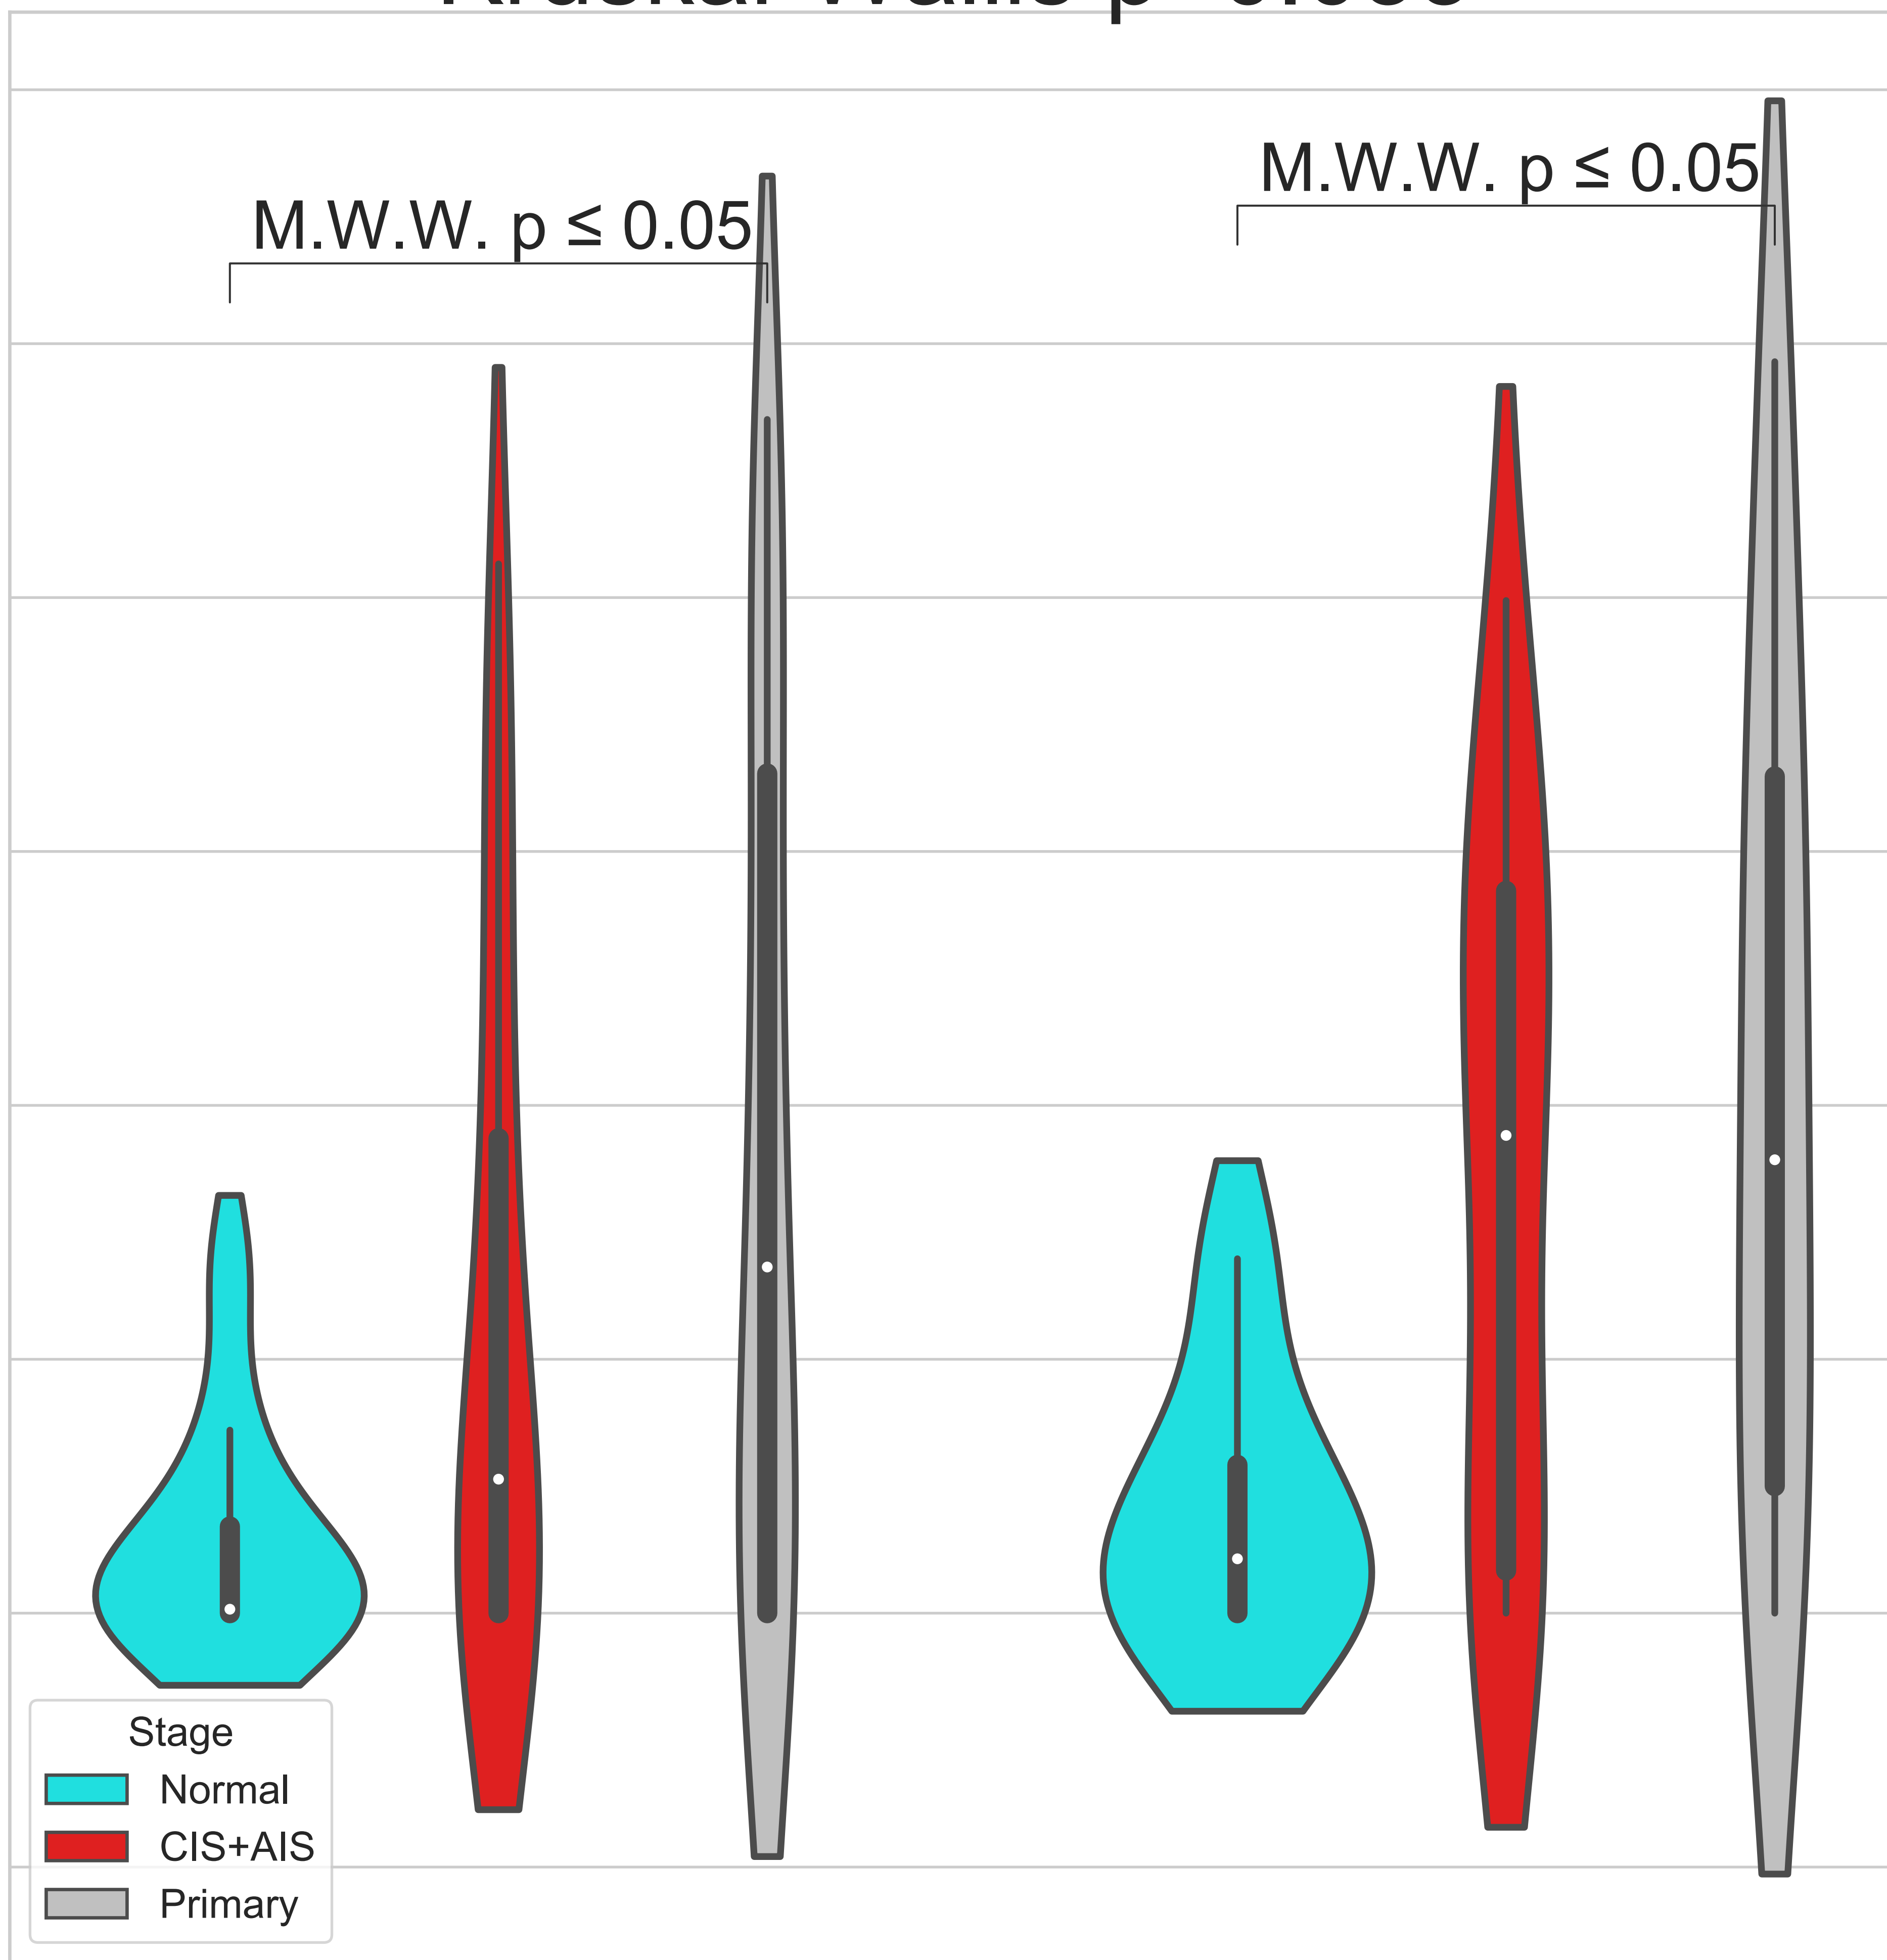 M.W.W. p ≤ 0.05
M.W.W. p ≤ 0.05
Stage
Normal
CIS+AIS
Primary